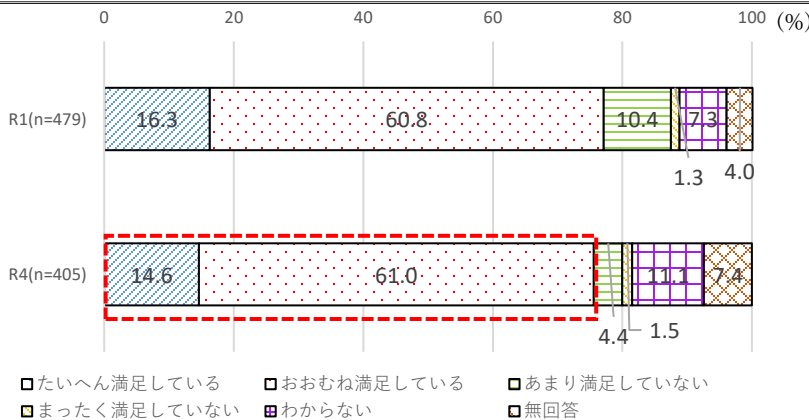 0 20 40 60 80 100 (%)
R1(n=479) 16.3 60.8 10.4 7.3
1.3 4.0
R4(n=405) 14.6 61.0 11.1 7.4
4.4 1.5
たいへん満足している おおむね満足している あまり満足していない
まったく満足していない わからない 無回答